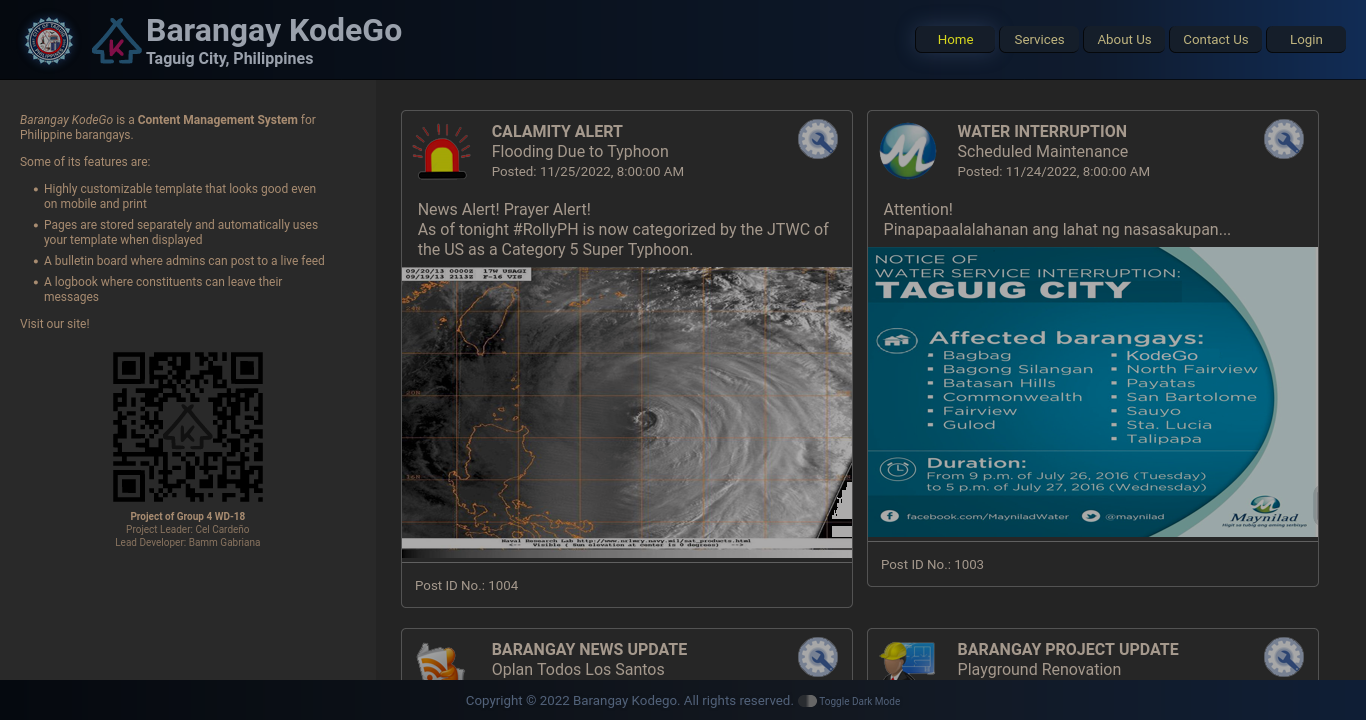 Barangay KodeGo
Taguig City, Philippines
Home
Services
About Us
Contact Us
Login
Barangay KodeGo is a Content Management System for
Philippine barangays.
Some of its features are:
• Highly customizable template that looks good even
on mobile and print
• Pages are stored separately and automatically uses
your template when displayed
• A bulletin board where admins can post to a live feed
• A logbook where constituents can leave their
messages
Visit our site!
Project of Group 4 WD-18
Project Leader: Cel Cardeño
Lead Developer: Bamm Gabriana
CALAMITY ALERT
Flooding Due to Typhoon
Posted: 11/25/2022, 8:00:00 AM
News Alert! Prayer Alert!
As of tonight #RollyPH is now categorized by the JTWC of
the US as a Category 5 Super Typhoon.
09/20/13 0000Z 17W USAGI
09/19/13 2113Z F-16 VIS
Naval Research Lab http://www.nrlmry.navy.mil/sat_products.html
<-- Visible ( Sun elevation at center is 0 degrees) -->
Post ID No.: 1004
WATER INTERRUPTION
Scheduled Maintenance
Posted: 11/24/2022, 8:00:00 AM
Attention!
Pinapapaalalahanan ang lahat ng nasasakupan...
NOTICE OF
WATER SERVICE INTERRUPTION:
TAGUIG CITY
Affected barangays:
▪ Bagbag
▪ Bagong Silangan
▪ Batasan Hills
▪ Commonwealth
▪ Fairview
▪ Gulod
▪ KodeGo
▪ North Fairview
▪ Payatas
▪ San Bartolome
▪ Sauyo
▪ Sta. Lucia
▪ Talipapa
Duration:
From 9 p.m. of July 26, 2016 (Tuesday)
to 5 p.m. of July 27, 2016 (Wednesday)
facebook.com/MayniladWater
@maynilad
Maynilad
Post ID No.: 1003
BARANGAY NEWS UPDATE
Oplan Todos Los Santos
BARANGAY PROJECT UPDATE
Playground Renovation
Copyright © 2022 Barangay Kodego. All rights reserved.
Toggle Dark Mode